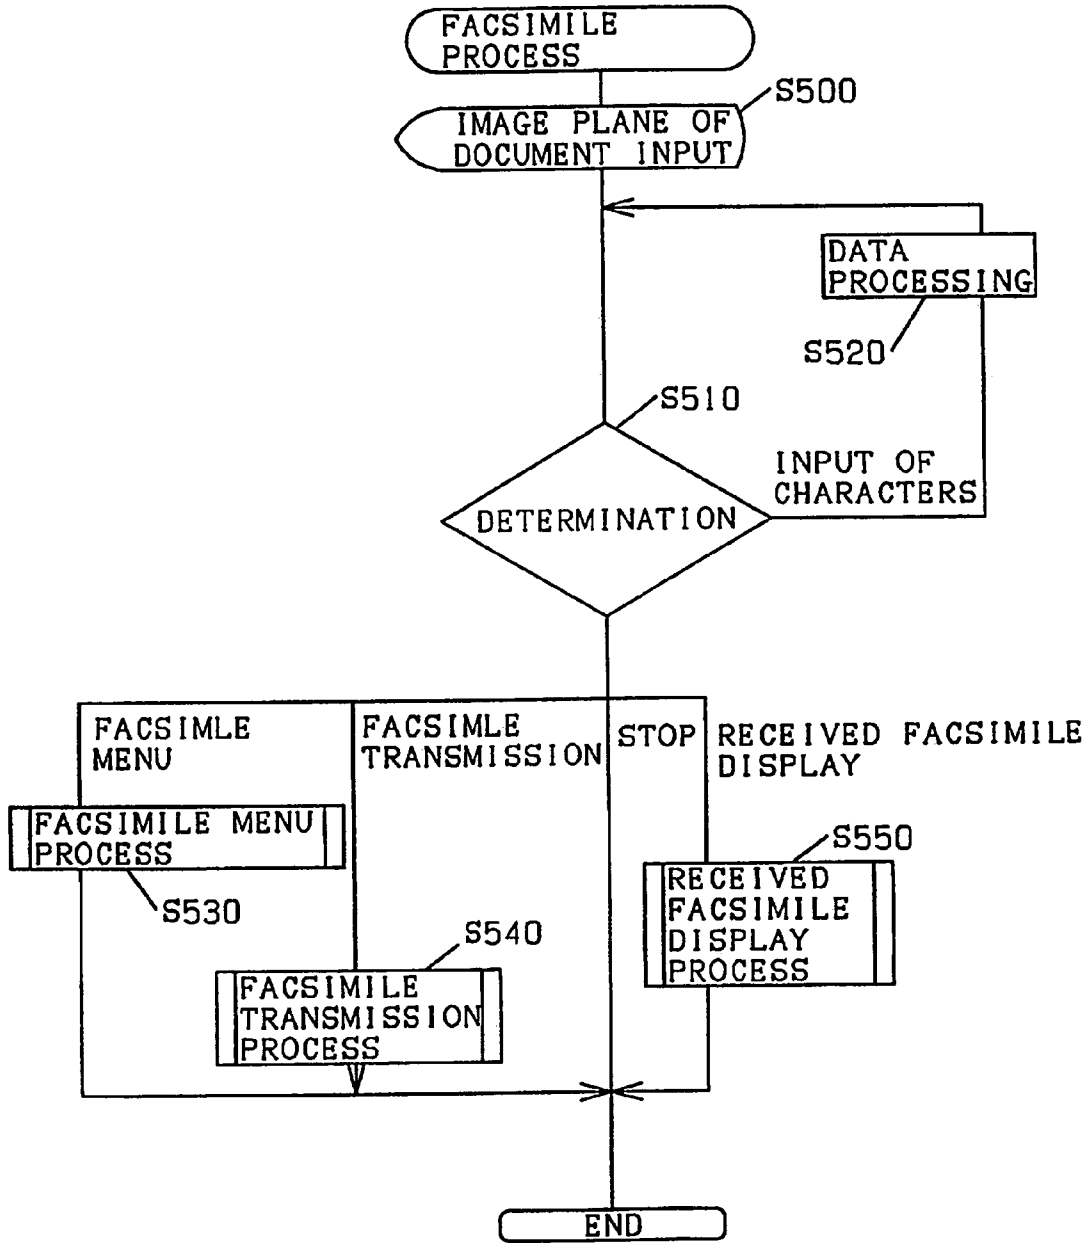 FACSIMILE
PROCESS
S500
IMAGE PLANE OF
DOCUMENT INPUT
DATA
PROCESSING
S520
S510
INPUT OF
CHARACTERS
DETERMINATION
FACSIMLE
MENU
FACSIMLE
TRANSMISSION
STOP
RECEIVED FACSIMILE
DISPLAY
FACSIMILE MENU
PROCESS
S530
S550
RECEIVED
FACSIMILE
DISPLAY
PROCESS
S540
FACSIMILE
TRANSMISSION
PROCESS
END